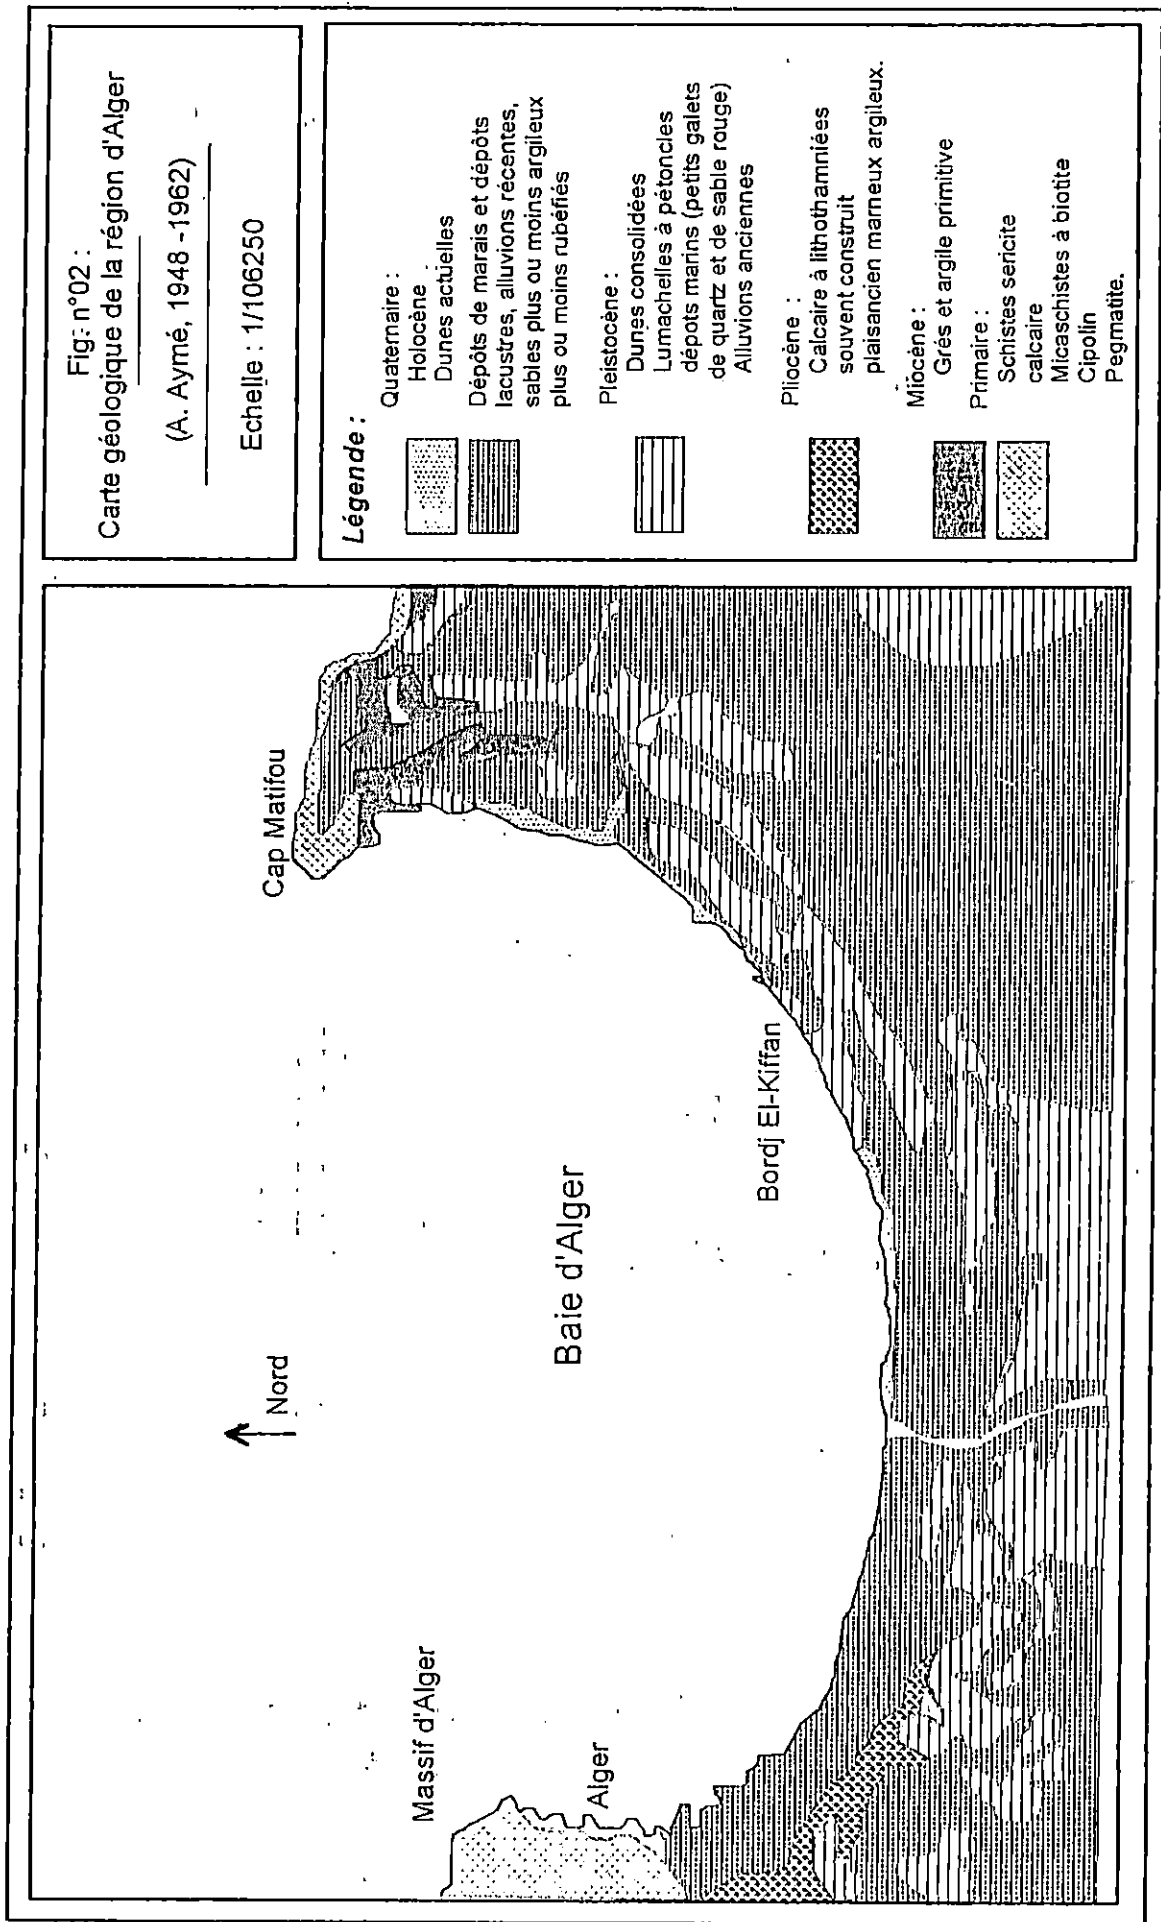 Fig: n°02 :
Carte géologique de la région d'Alger
(A. Aymé, 1948 -1962)
Echelle : 1/106250
Légende :
Quaternaire :
Holocène
Dunes actuelles
Dépôts de marais et dépôts
lacustres, alluvions récentes,
sables plus ou moins argileux
plus ou moins rubéfiés
Pleistocène :
Dunes consolidées
Lumachelles à pétoncles
dépots marins (petits galets
de quartz et de sable rouge)
Alluvions anciennes
Pliocène :
Calcaire à lithothamniées
souvent construit
plaisancien marneux argileux.
Miocène :
Grés et argile primitive
Primaire :
Schistes sericite
calcaire
Micaschistes à biotite
Cipolin
Pegmatite.
Nord
Cap Matifou
Massif d'Alger
Baie d'Alger
Alger
Bordj El-Kiffan